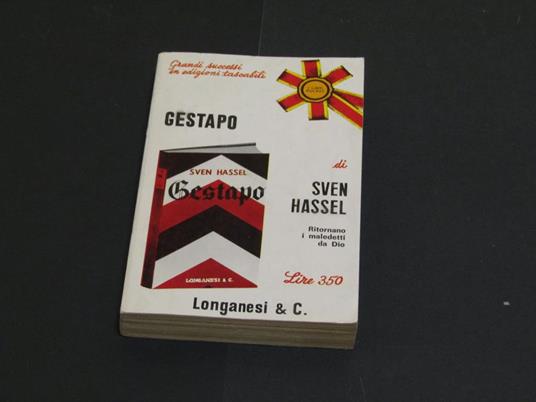 Grandi successi
in edizioni tascabili
GESTAPO
di
SVEN
HASSEL
Ritornano
i maledetti
da Dio
SVEN HASSEL
Gestapo
LONGANESI & C.
Lire 350
Longanesi & C.